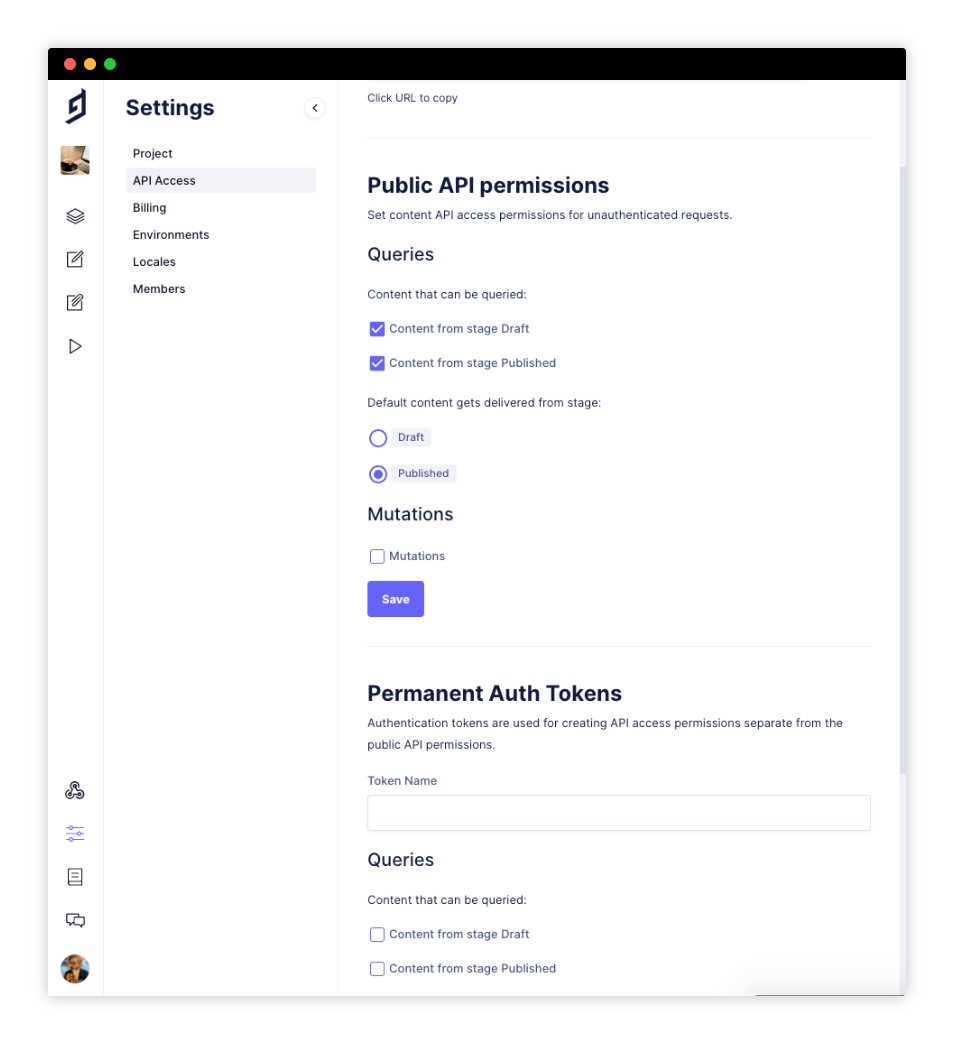 Settings
Project
API Access
Billing
Environments
Locales
Members
Click URL to copy
Public API permissions
Set content API access permissions for unauthenticated requests.
Queries
Content that can be queried:
Content from stage Draft
Content from stage Published
Default content gets delivered from stage:
Draft
Published
Mutations
Mutations
Save
Permanent Auth Tokens
Authentication tokens are used for creating API access permissions separate from the
public API permissions.
Token Name
Queries
Content that can be queried:
Content from stage Draft
Content from stage Published